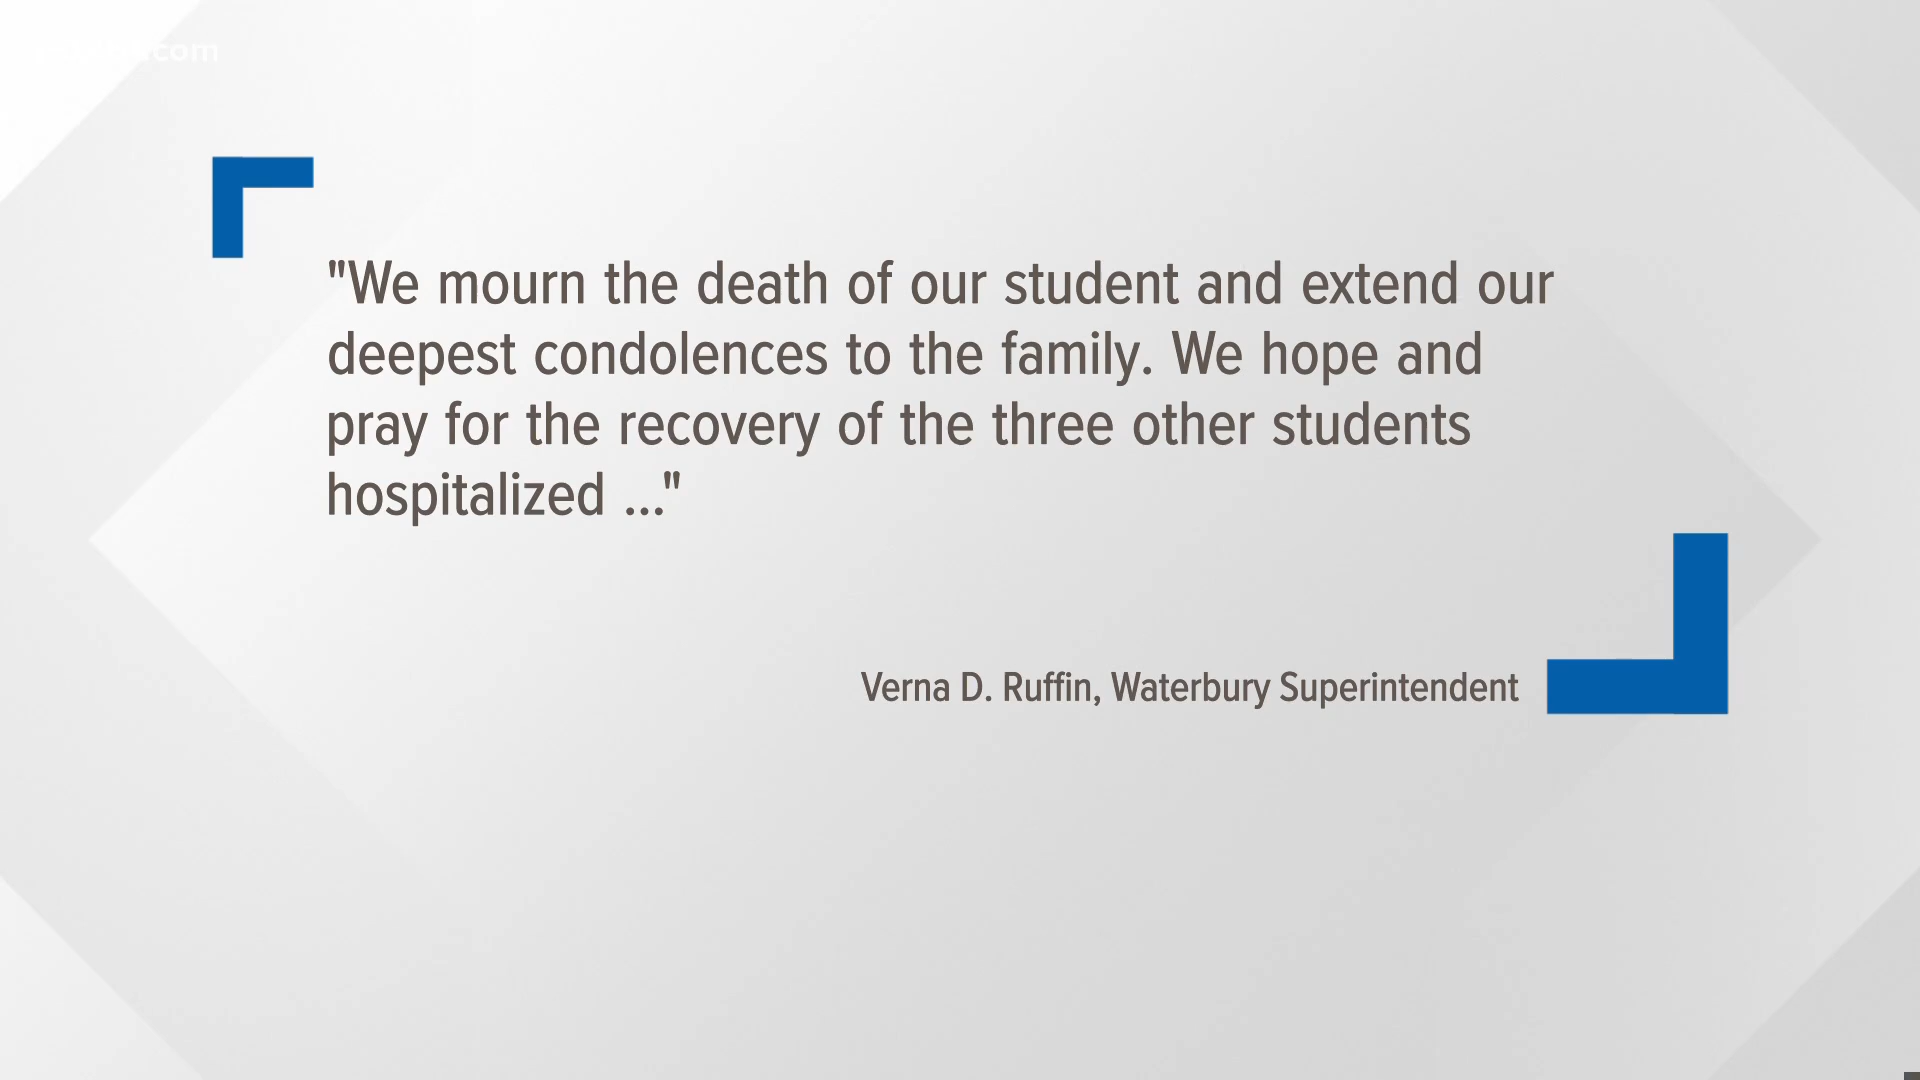 "We mourn the death of our student and extend our
deepest condolences to the family. We hope and
pray for the recovery of the three other students
hospitalized ..."
Verna D. Ruffin, Waterbury Superintendent